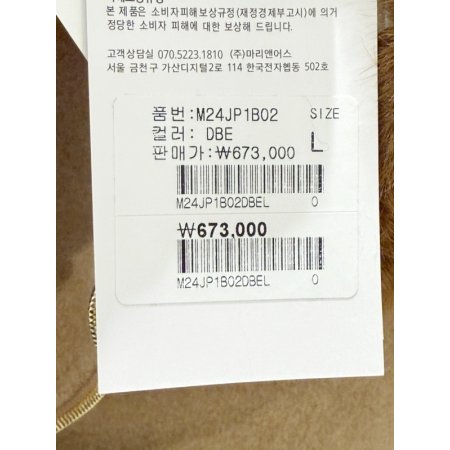 본 제품은 소비자피해보상규정(재정경제부고시)에 의거
정당한 소비자 피해에 대한 보상해 드립니다.
고객상담실 070.5223.1810 (주)마리앤어스
서울 금천구 가산디지털2로 114 한국전자협동 502호
품번:M24JP1B02 SIZE
컬러: DBE L
판매가:₩673,000
M24JP1B02DBEL 0
₩673,000
M24JP1B02DBEL 0